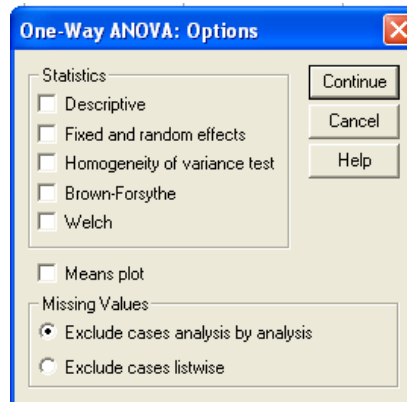 One-Way ANOVA: Options
Statistics
Descriptive
Fixed and random effects
Homogeneity of variance test
Brown-Forsythe
Welch
Means plot
Missing Values
Exclude cases analysis by analysis
Exclude cases listwise
Continue
Cancel
Help